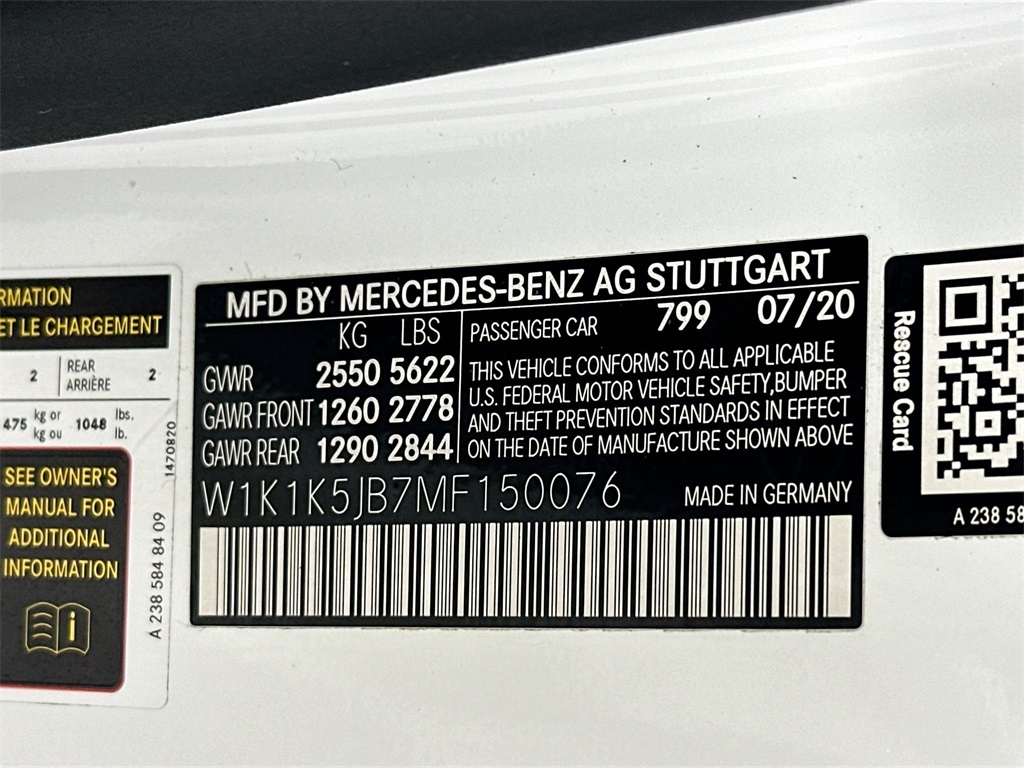 RMATION
ET LE CHARGEMENT
2 REAR ARRIÈRE 2
475 kg or kg ou 1048 lbs. lb.
1470820
SEE OWNER'S
MANUAL FOR
ADDITIONAL
INFORMATION
i
A 238 584 84 09
MFD BY MERCEDES-BENZ AG STUTTGART
KG LBS
GVWR 2550 5622
GAWR FRONT 1260 2778
GAWR REAR 1290 2844
PASSENGER CAR 799 07/20
THIS VEHICLE CONFORMS TO ALL APPLICABLE
U.S. FEDERAL MOTOR VEHICLE SAFETY,BUMPER
AND THEFT PREVENTION STANDARDS IN EFFECT
ON THE DATE OF MANUFACTURE SHOWN ABOVE
W1K1K5JB7MF150076
MADE IN GERMANY
Rescue Card
A 238 58